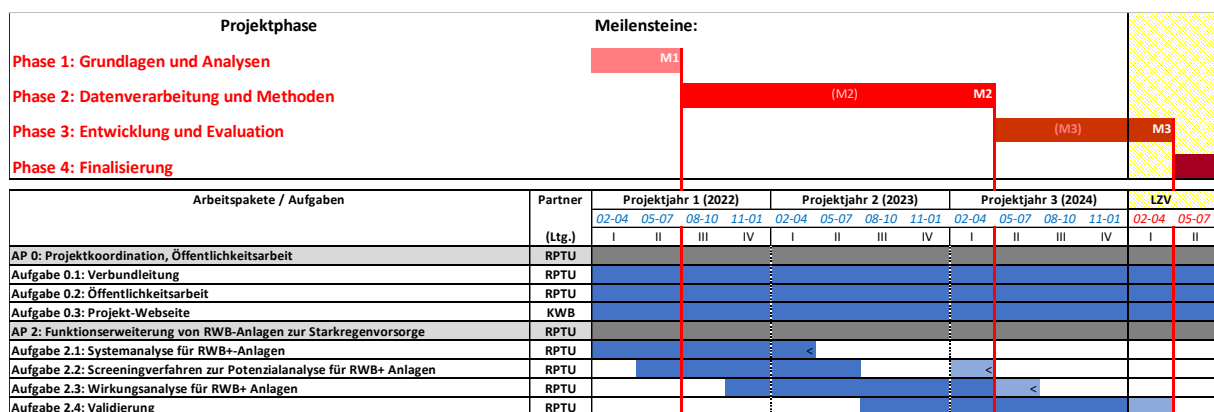 Projektphase Meilensteine:
Phase 1: Grundlagen und Analysen M1
Phase 2: Datenverarbeitung und Methoden (M2) M2
Phase 3: Entwicklung und Evaluation (M3) M3
Phase 4: Finalisierung
Arbeitspakete / Aufgaben Partner Projektjahr 1 (2022) Projektjahr 2 (2023) Projektjahr 3 (2024) LZV
02-04 05-07 08-10 11-01 02-04 05-07 08-10 11-01 02-04 05-07 08-10 11-01 02-04 05-07
(Ltg.) I II III IV I II III IV I II III IV I II
AP 0: Projektkoordination, Öffentlichkeitsarbeit RPTU
Aufgabe 0.1: Verbundleitung RPTU
Aufgabe 0.2: Öffentlichkeitsarbeit RPTU
Aufgabe 0.3: Projekt-Webseite KWB
AP 2: Funktionserweiterung von RWB-Anlagen zur Starkregenvorsorge RPTU
Aufgabe 2.1: Systemanalyse für RWB+-Anlagen RPTU <
Aufgabe 2.2: Screeningverfahren zur Potenzialanalyse für RWB+ Anlagen RPTU <
Aufgabe 2.3: Wirkungsanalyse für RWB+ Anlagen RPTU <
Aufgabe 2.4: Validierung RPTU